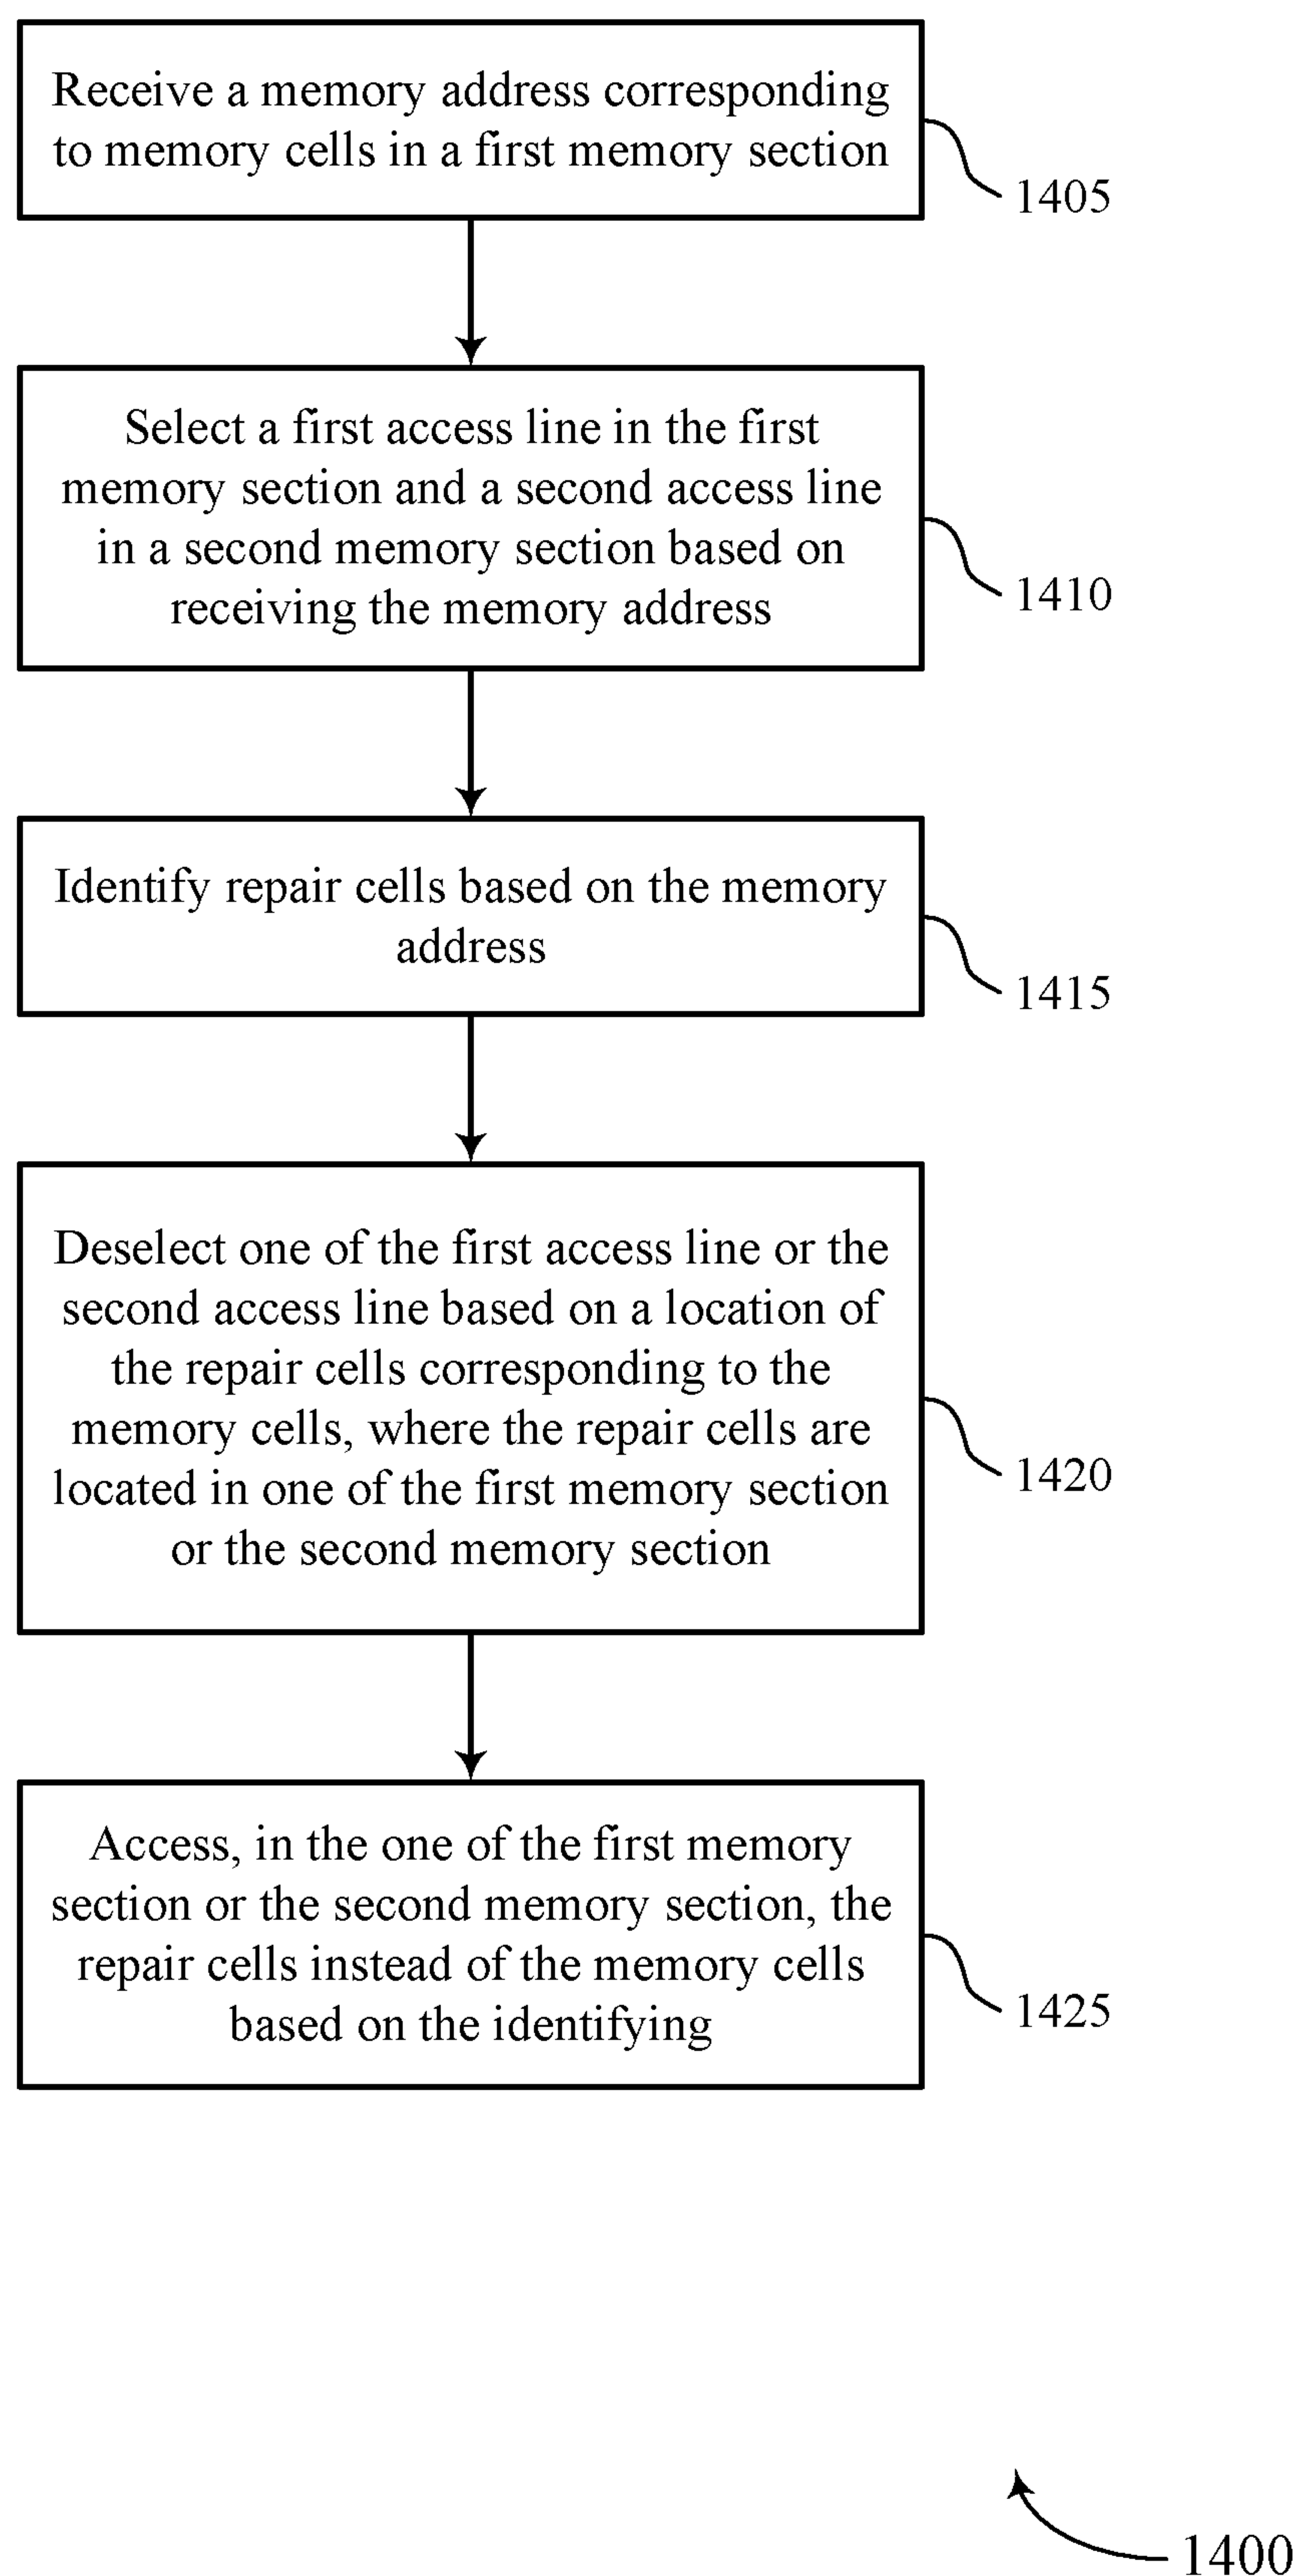 Receive a memory address corresponding
to memory cells in a first memory section
1405
Select a first access line in the first
memory section and a second access line
in a second memory section based on
receiving the memory address
1410
Identify repair cells based on the memory
address
1415
Deselect one of the first access line or the
second access line based on a location of
the repair cells corresponding to the
memory cells, where the repair cells are
located in one of the first memory section
or the second memory section
1420
Access, in the one of the first memory
section or the second memory section, the
repair cells instead of the memory cells
based on the identifying
1425
1400